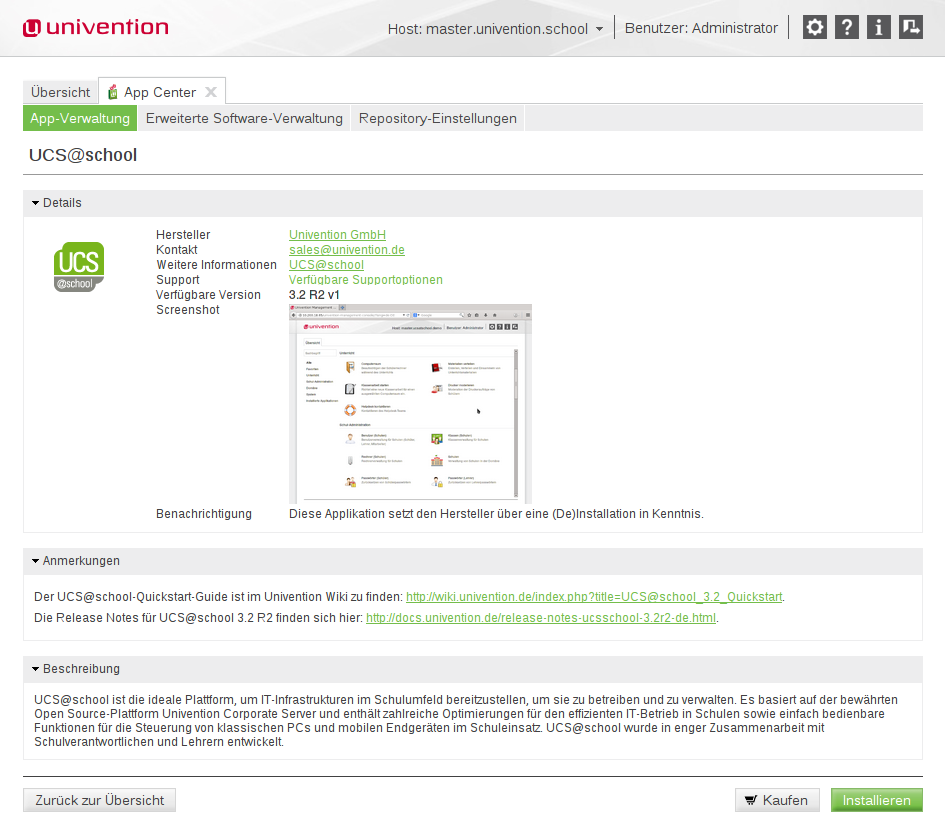 univention
Host: master.univention.school
Benutzer: Administrator
Übersicht
App Center
App-Verwaltung
Erweiterte Software-Verwaltung
Repository-Einstellungen
UCS@school
Details
UCS
@school
Hersteller
Univention GmbH
Kontakt
sales@univention.de
Weitere Informationen
UCS@school
Support
Verfügbare Supportoptionen
Verfügbare Version
3.2 R2 v1
Screenshot
univention
Benachrichtigung
Diese Applikation setzt den Hersteller über eine (De)Installation in Kenntnis.
Anmerkungen
Der UCS@school-Quickstart-Guide ist im Univention Wiki zu finden: http://wiki.univention.de/index.php?title=UCS@school_3.2_Quickstart.
Die Release Notes für UCS@school 3.2 R2 finden sich hier: http://docs.univention.de/release-notes-ucsschool-3.2r2-de.html.
Beschreibung
UCS@school ist die ideale Plattform, um IT-Infrastrukturen im Schulumfeld bereitzustellen, um sie zu betreiben und zu verwalten. Es basiert auf der bewährten
Open Source-Plattform Univention Corporate Server und enthält zahlreiche Optimierungen für den effizienten IT-Betrieb in Schulen sowie einfach bedienbare
Funktionen für die Steuerung von klassischen PCs und mobilen Endgeräten im Schuleinsatz. UCS@school wurde in enger Zusammenarbeit mit
Schulverantwortlichen und Lehrern entwickelt.
Zurück zur Übersicht
Kaufen
Installieren